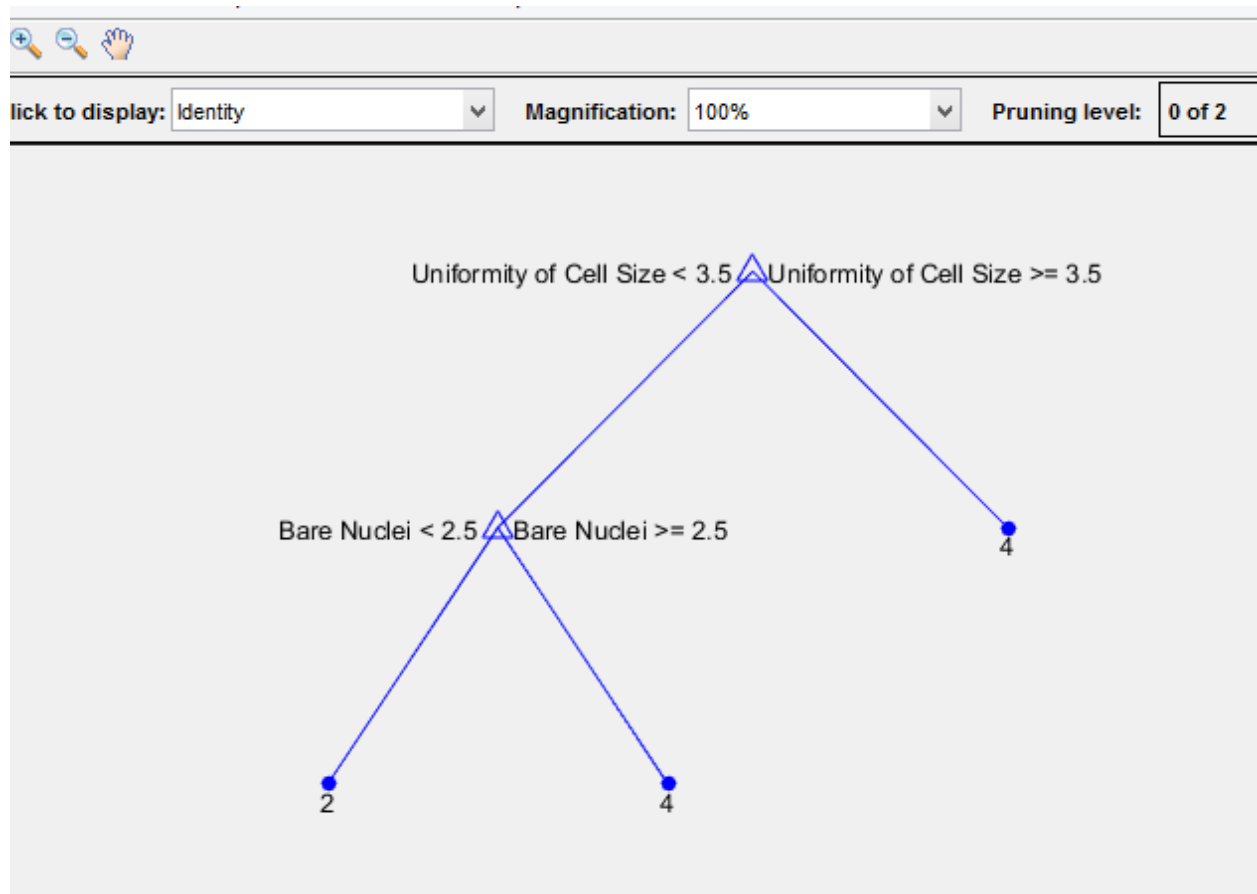 lick to display: Identity Magnification: 100% Pruning level: 0 of 2
Uniformity of Cell Size < 3.5 Uniformity of Cell Size >= 3.5
Bare Nuclei < 2.5 Bare Nuclei >= 2.5
4
2 4